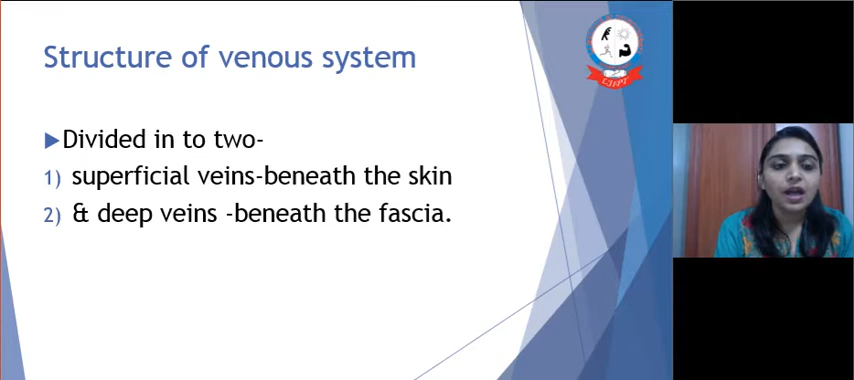 Structure of venous system
Divided in to two-
1) superficial veins-beneath the skin
2) & deep veins -beneath the fascia.